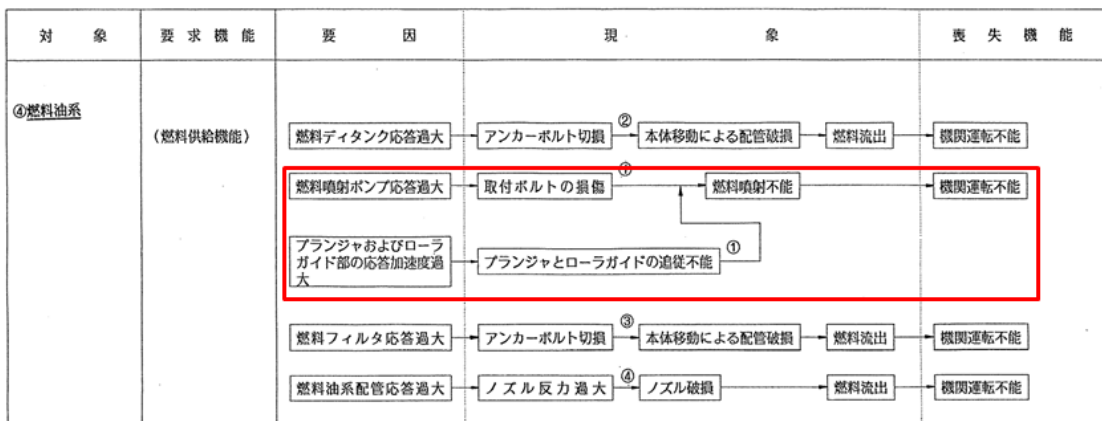 対象 要求機能 要因 現象 喪失機能
④燃料油系
(燃料供給機能) 燃料ディタンク応答過大 アンカーボルト切損 ② 本体移動による配管破損 燃料流出 機関運転不能
燃料噴射ポンプ応答過大 取付ボルトの損傷 ① 燃料噴射不能 機関運転不能
プランジャおよびローラ
ガイド部の応答加速度過
大
プランジャとローラガイドの追従不能 ①
燃料フィルタ応答過大 アンカーボルト切損 ③ 本体移動による配管破損 燃料流出 機関運転不能
燃料油系配管応答過大 ノズル反力過大 ④ ノズル破損 燃料流出 機関運転不能